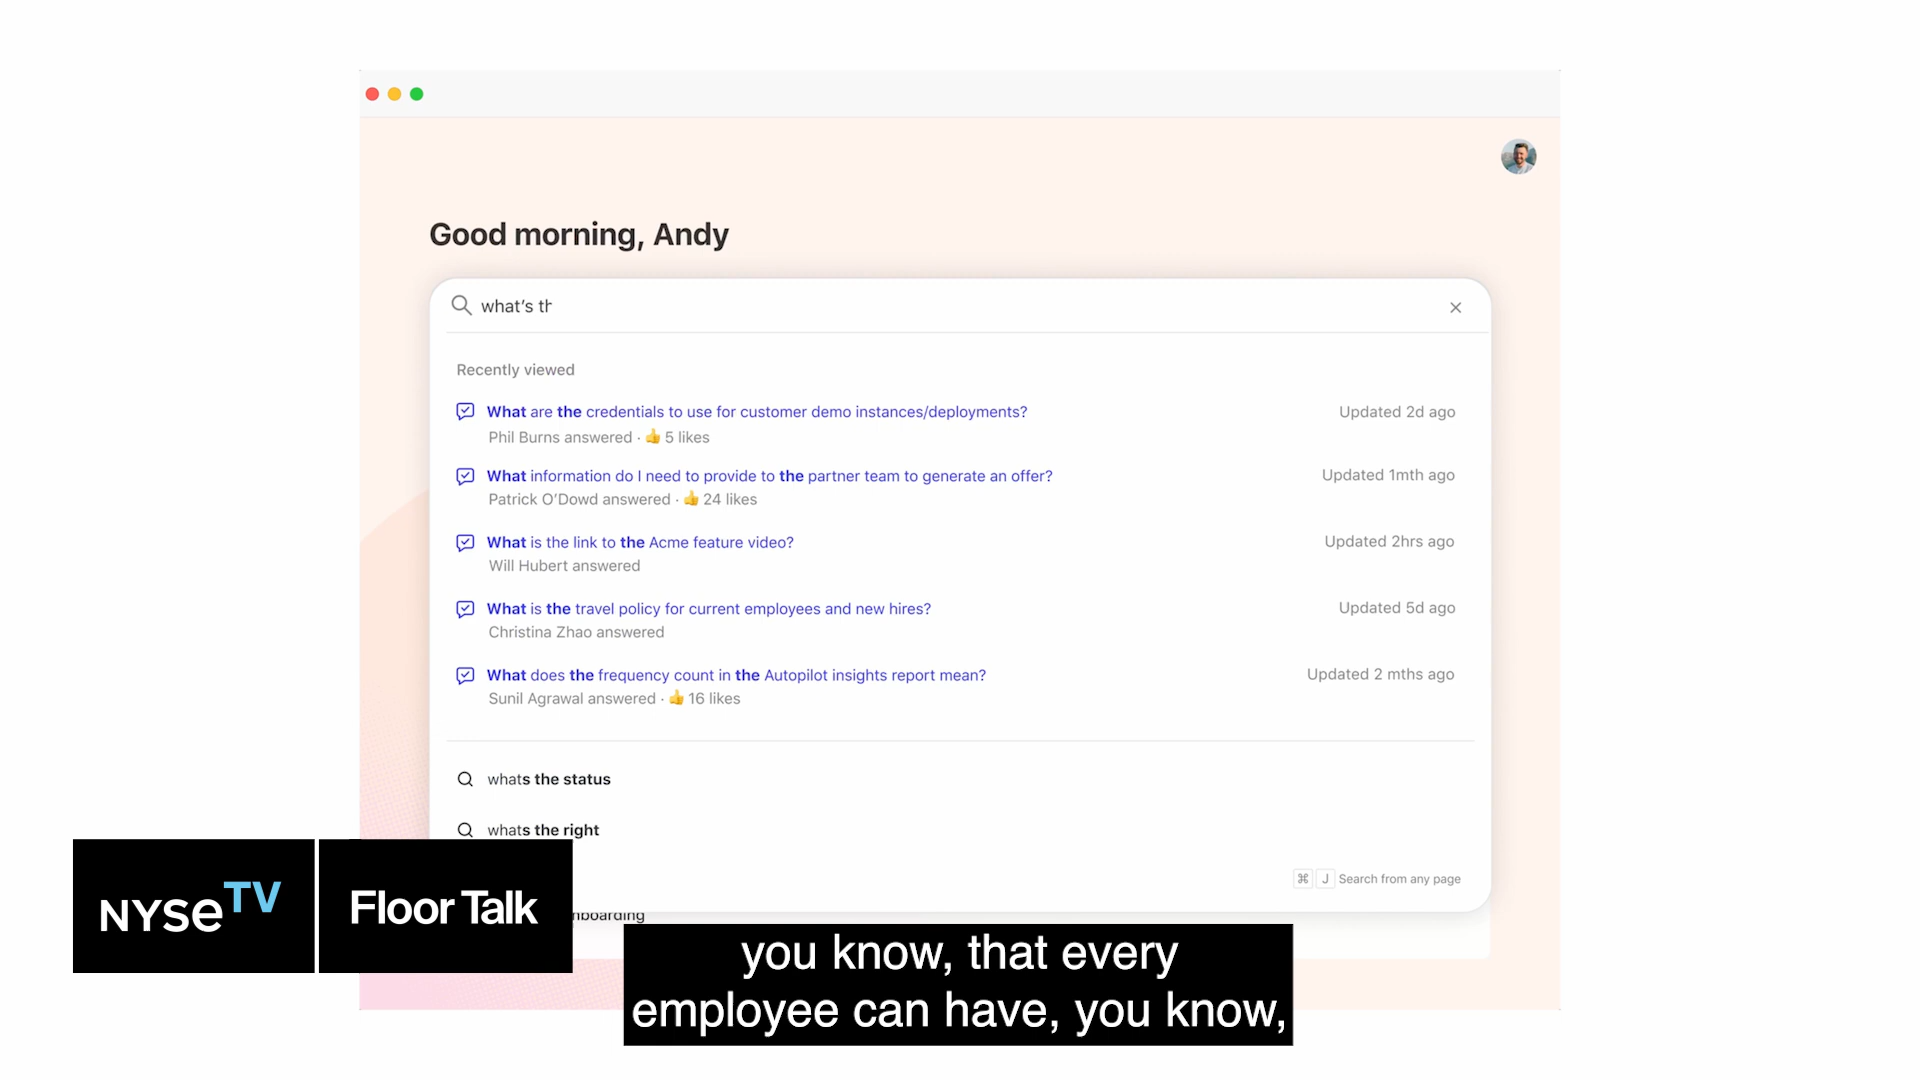 Good morning, Andy
what's th
Recently viewed
What are the credentials to use for customer demo instances/deployments?
Updated 2d ago
Phil Burns answered · 👍 5 likes
What information do I need to provide to the partner team to generate an offer?
Updated 1mth ago
Patrick O'Dowd answered · 👍 24 likes
What is the link to the Acme feature video?
Updated 2hrs ago
Will Hubert answered
What is the travel policy for current employees and new hires?
Updated 5d ago
Christina Zhao answered
What does the frequency count in the Autopilot insights report mean?
Updated 2 mths ago
Sunil Agrawal answered · 👍 16 likes
whats the status
whats the right
⌘ J Search from any page
NYSE TV Floor Talk
you know, that every
employee can have, you know,